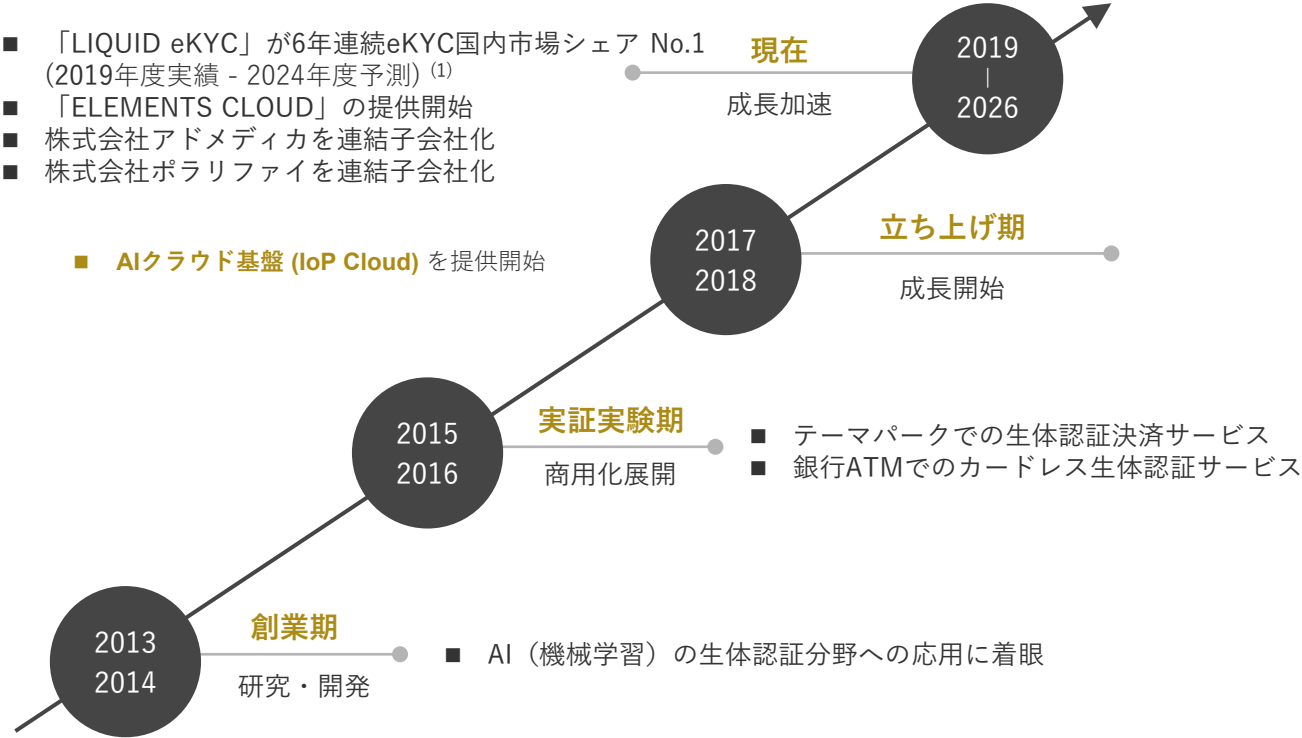 ■ 「LIQUID eKYC」が6年連続eKYC国内市場シェア No.1
(2019年度実績 - 2024年度予測) (1)
■ 「ELEMENTS CLOUD」の提供開始
■ 株式会社アドメディカを連結子会社化
■ 株式会社ポラリファイを連結子会社化
現在
成長加速
2019
|
2026
■ AIクラウド基盤 (IoP Cloud) を提供開始
2017
2018
立ち上げ期
成長開始
2015
2016
実証実験期
商用化展開
■ テーマパークでの生体認証決済サービス
■ 銀行ATMでのカードレス生体認証サービス
2013
2014
創業期
研究・開発
■ AI（機械学習）の生体認証分野への応用に着眼